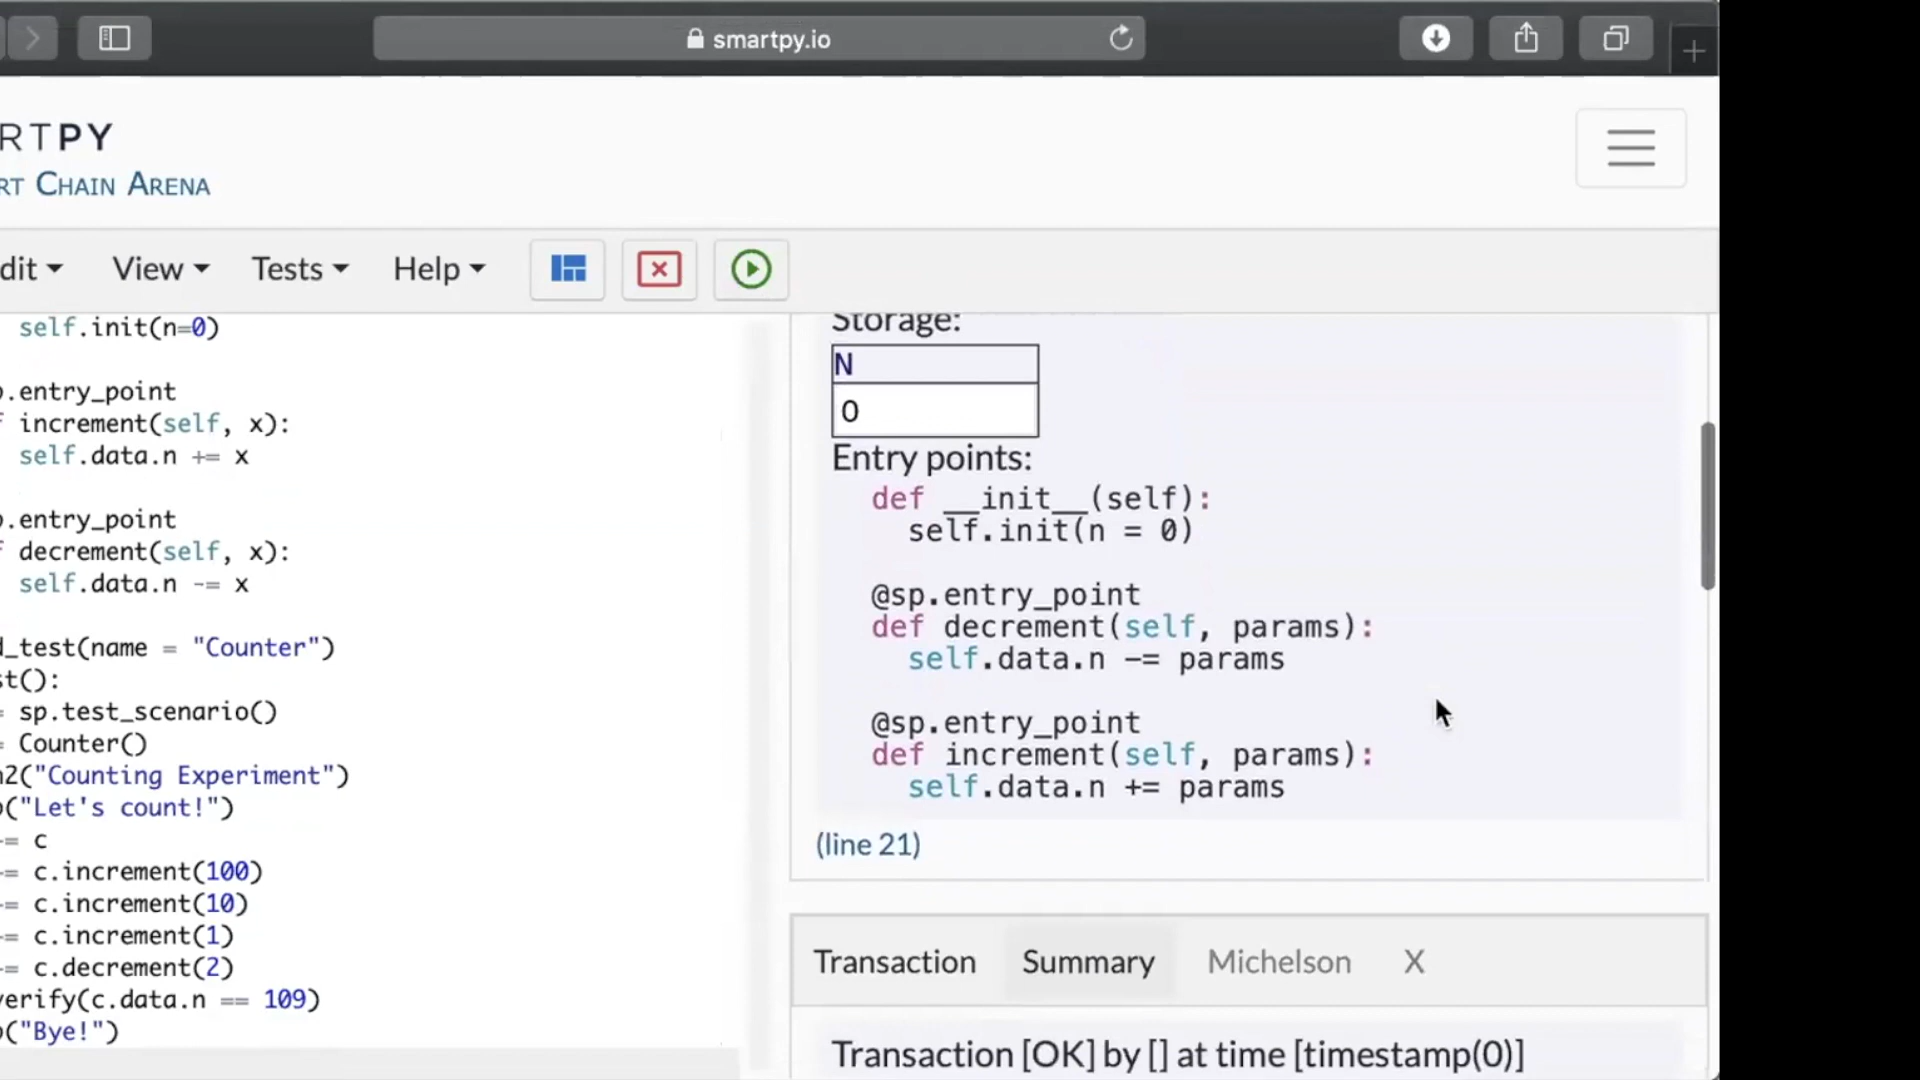 smartpy.io
RTPY
RT CHAIN ARENA
dit View Tests Help
self.init(n=0)
.entry_point
increment(self, x):
self.data.n += x
.entry_point
decrement(self, x):
self.data.n -= x
d_test(name = "Counter")
st():
= sp.test_scenario()
= Counter()
h2("Counting Experiment")
p("Let's count!")
= c
= c.increment(100)
= c.increment(10)
= c.increment(1)
= c.decrement(2)
verify(c.data.n == 109)
p("Bye!")
Storage:
N
0
Entry points:
def __init__(self):
self.init(n = 0)
@sp.entry_point
def decrement(self, params):
self.data.n -= params
@sp.entry_point
def increment(self, params):
self.data.n += params
(line 21)
Transaction Summary Michelson X
Transaction [OK] by [] at time [timestamp(0)]